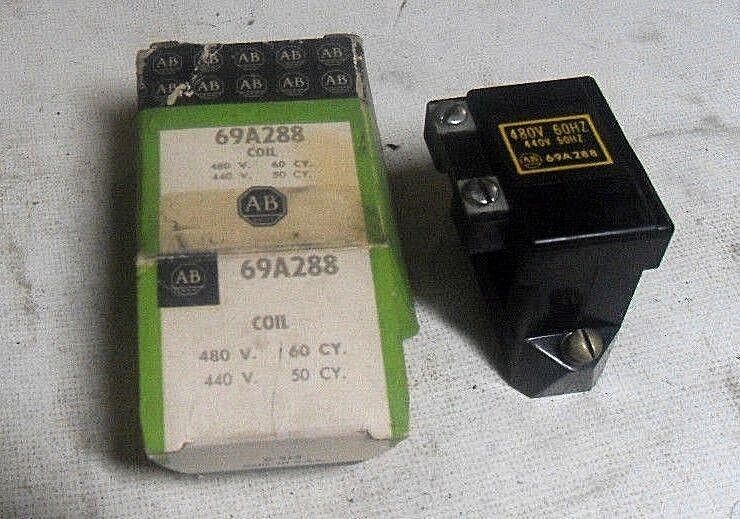 AB AB AB AB AB
AB AB AB AB AB
69A288
COIL
480 V. 60 CY.
440 V. 50 CY.
AB
AB 69A288
COIL
480 V. / 60 CY.
440 V. 50 CY.
480V 60HZ
440V 50HZ
AB 69A288